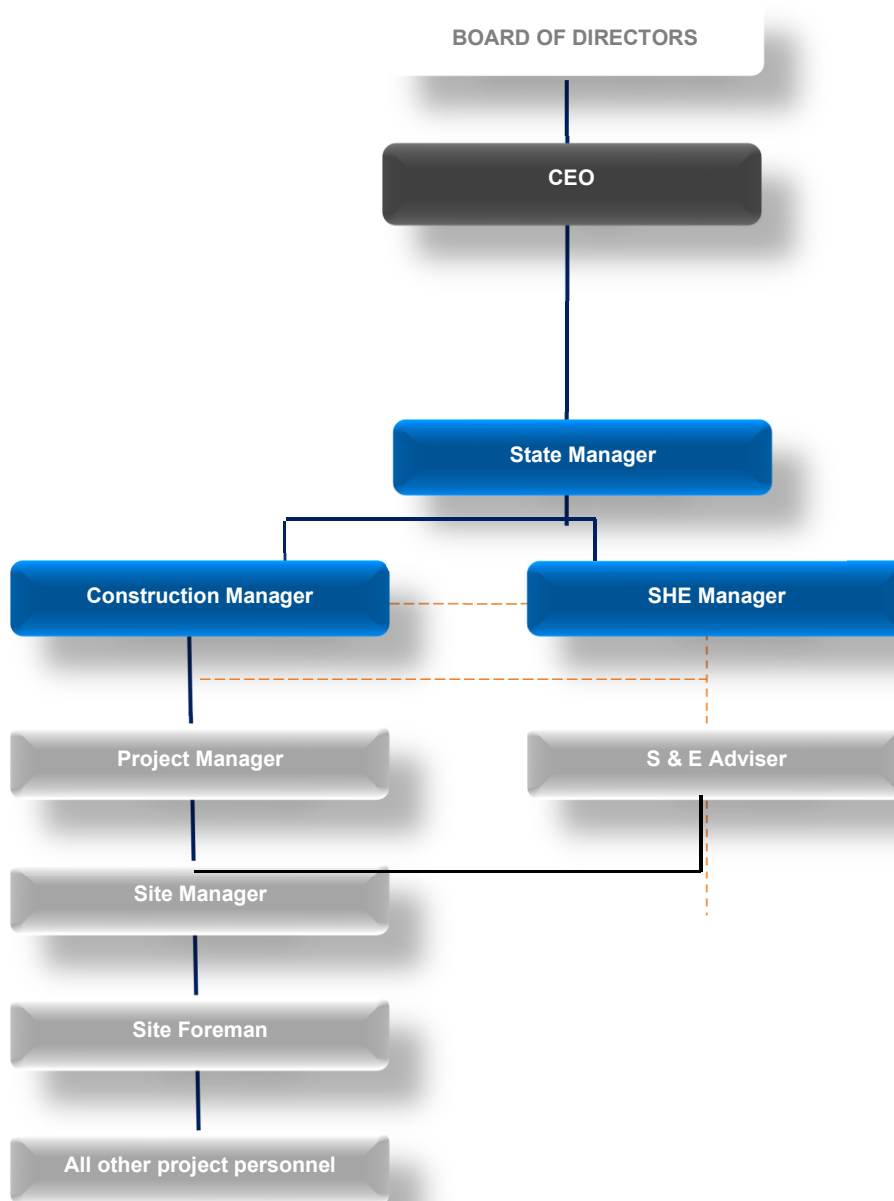 BOARD OF DIRECTORS
CEO
State Manager
Construction Manager
SHE Manager
Project Manager
S & E Adviser
Site Manager
Site Foreman
All other project personnel